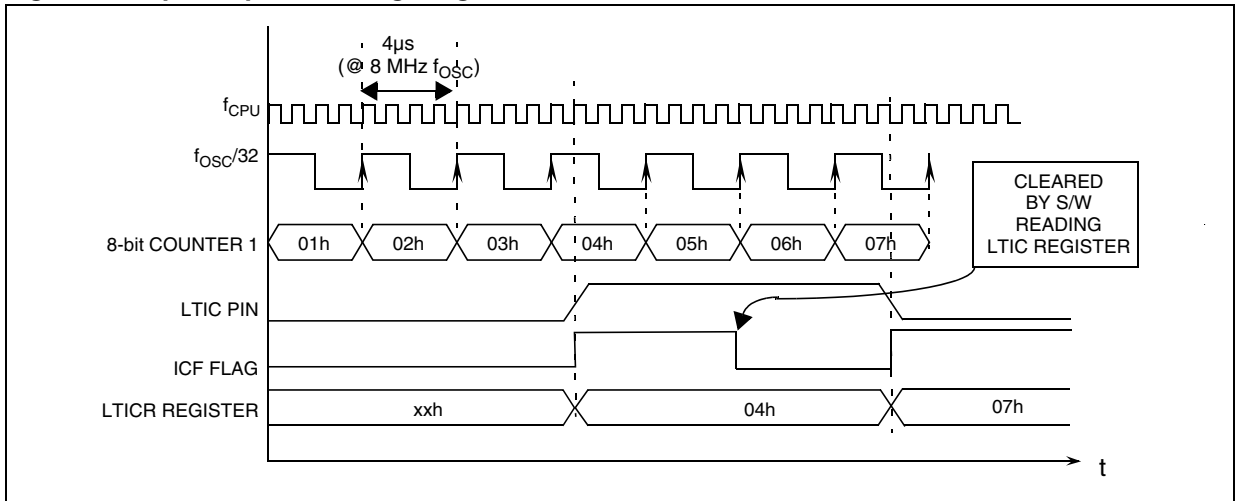 4µs
(@ 8 MHz fOSC)
fCPU
fOSC/32
8-bit COUNTER 1
01h
02h
03h
04h
05h
06h
07h
CLEARED
BY S/W
READING
LTIC REGISTER
LTIC PIN
ICF FLAG
LTICR REGISTER
xxh
04h
07h
t